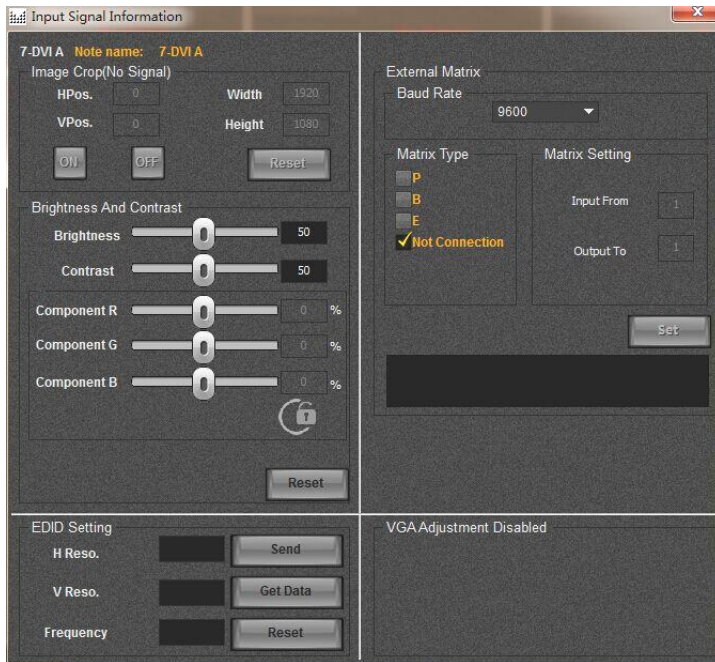 Input Signal Information
7-DVI A Note name: 7-DVI A
Image Crop(No Signal)
HPos. 0 Width 1920
VPos. 0 Height 1080
ON OFF Reset
Brightness And Contrast
Brightness 50
Contrast 50
Component R 0 %
Component G 0 %
Component B 0 %
Reset
EDID Setting
H Reso. Send
V Reso. Get Data
Frequency Reset
External Matrix
Baud Rate
9600
Matrix Type
P
B
E
Not Connection
Matrix Setting
Input From 1
Output To 1
Set
VGA Adjustment Disabled